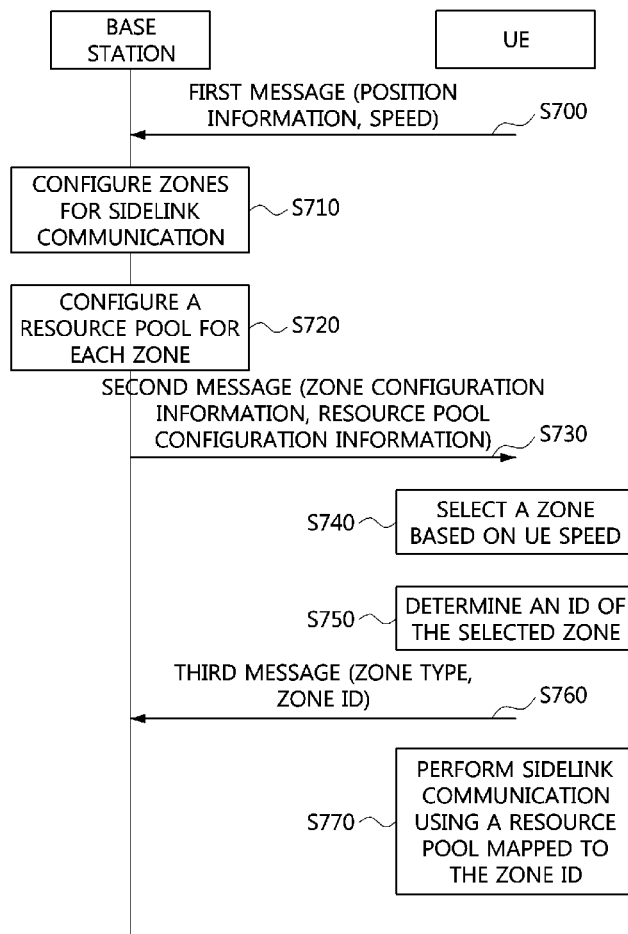 BASE
STATION
UE
FIRST MESSAGE (POSITION
INFORMATION, SPEED)
S700
CONFIGURE ZONES
FOR SIDELINK
COMMUNICATION
S710
CONFIGURE A
RESOURCE POOL FOR
EACH ZONE
S720
SECOND MESSAGE (ZONE CONFIGURATION
INFORMATION, RESOURCE POOL
CONFIGURATION INFORMATION)
S730
S740
SELECT A ZONE
BASED ON UE SPEED
S750
DETERMINE AN ID OF
THE SELECTED ZONE
THIRD MESSAGE (ZONE TYPE,
ZONE ID)
S760
S770
PERFORM SIDELINK
COMMUNICATION
USING A RESOURCE
POOL MAPPED TO
THE ZONE ID